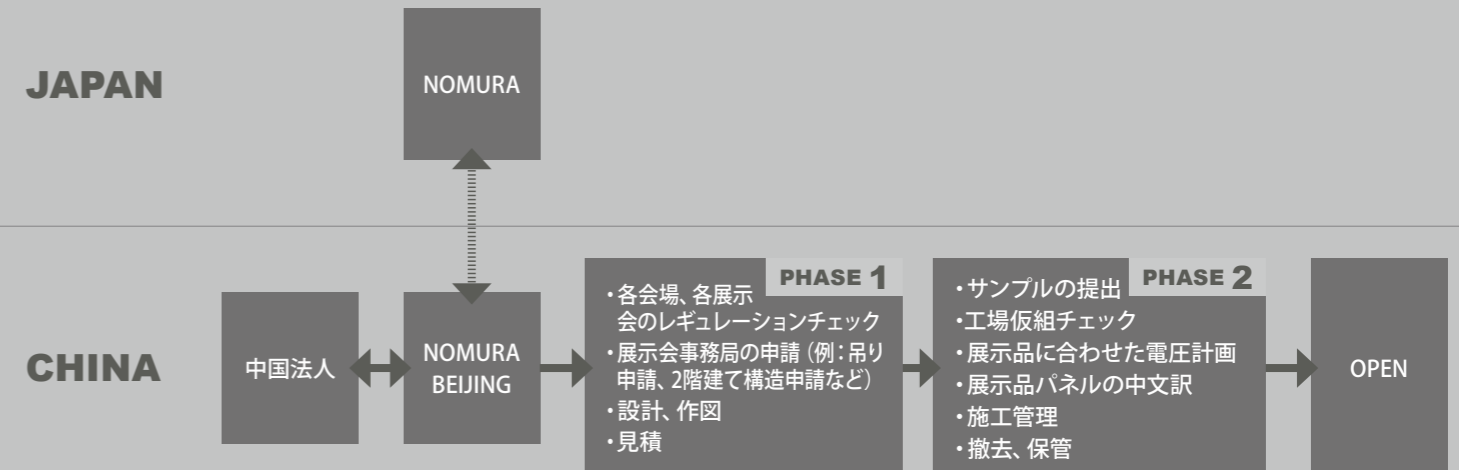 JAPAN
NOMURA
CHINA
中国法人
NOMURA
BEIJING
PHASE 1
・各会場、各展示
会のレギュレーションチェック
・展示会事務局の申請（例：吊り
申請、2階建て構造申請など）
・設計、作図
・見積
PHASE 2
・サンプルの提出
・工場仮組チェック
・展示品に合わせた電圧計画
・展示品パネルの中文訳
・施工管理
・撤去、保管
OPEN